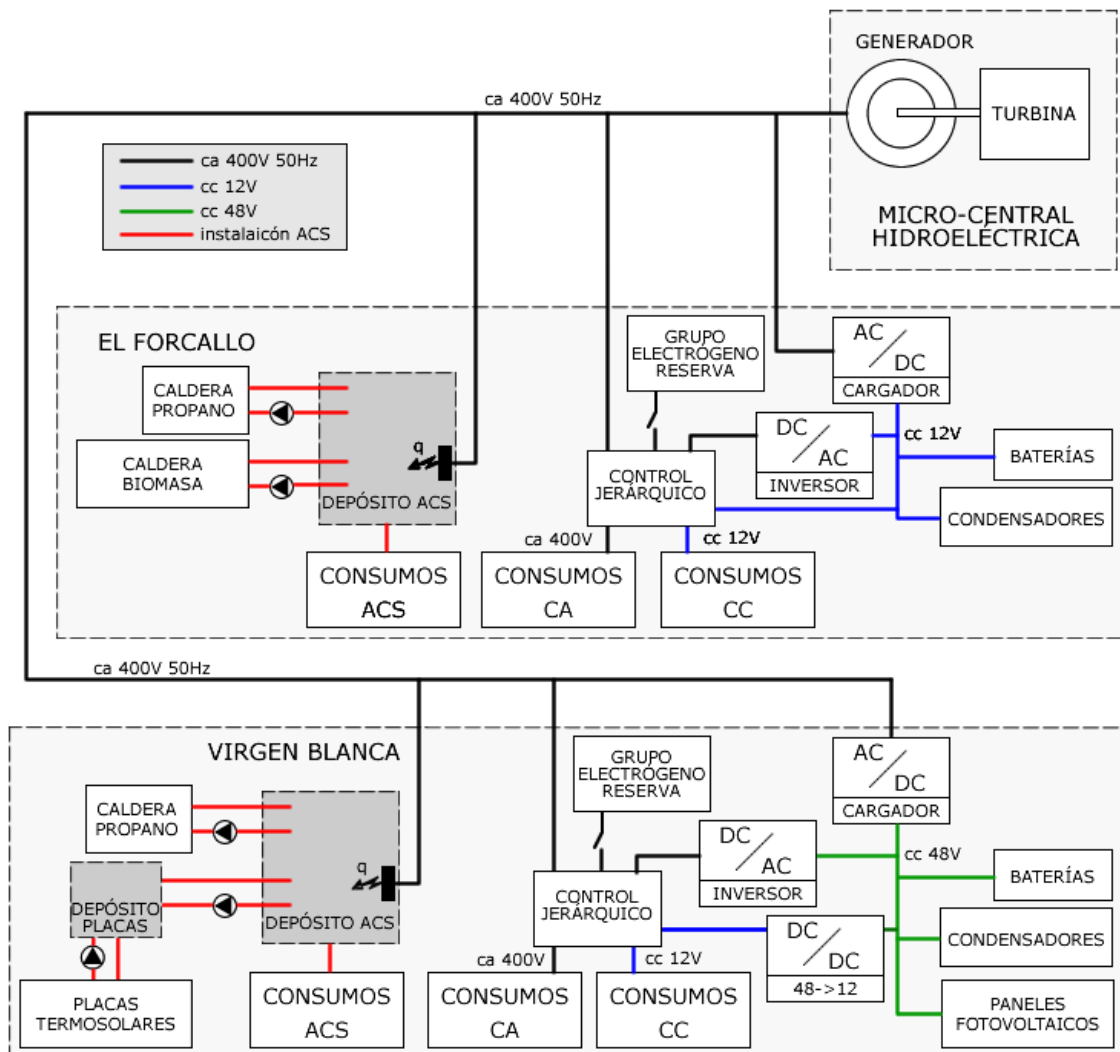 GENERADOR
TURBINA
MICRO-CENTRAL
HIDROELÉCTRICA
ca 400V 50Hz
ca 400V 50Hz
cc 12V
cc 48V
instalaicón ACS
EL FORCALLO
CALDERA
PROPANO
CALDERA
BIOMASA
q
DEPÓSITO ACS
CONSUMOS
ACS
GRUPO
ELECTRÓGENO
RESERVA
CONTROL
JERÁRQUICO
ca 400V
cc 12V
CONSUMOS
CA
CONSUMOS
CC
AC
DC
CARGADOR
DC
AC
INVERSOR
cc 12V
BATERÍAS
CONDENSADORES
ca 400V 50Hz
VIRGEN BLANCA
CALDERA
PROPANO
DEPÓSITO
PLACAS
PLACAS
TERMOSOLARES
q
DEPÓSITO ACS
CONSUMOS
ACS
GRUPO
ELECTRÓGENO
RESERVA
CONTROL
JERÁRQUICO
ca 400V
cc 12V
CONSUMOS
CA
CONSUMOS
CC
AC
DC
CARGADOR
DC
AC
INVERSOR
cc 48V
DC
DC
48->12
BATERÍAS
CONDENSADORES
PANELES
FOTOVOLTAICOS